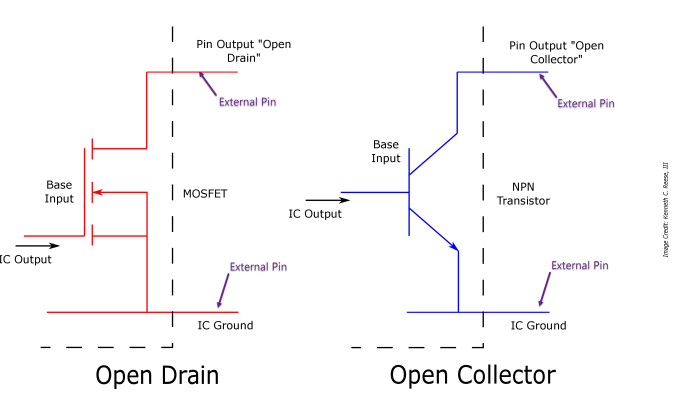 Pin Output "Open
Drain"
External Pin
Base
Input
MOSFET
IC Output
External Pin
IC Ground
Open Drain
Pin Output "Open
Collector"
External Pin
Base
Input
NPN
Transistor
IC Output
External Pin
IC Ground
Open Collector
Image Credit: Kenneth C. Reese, III